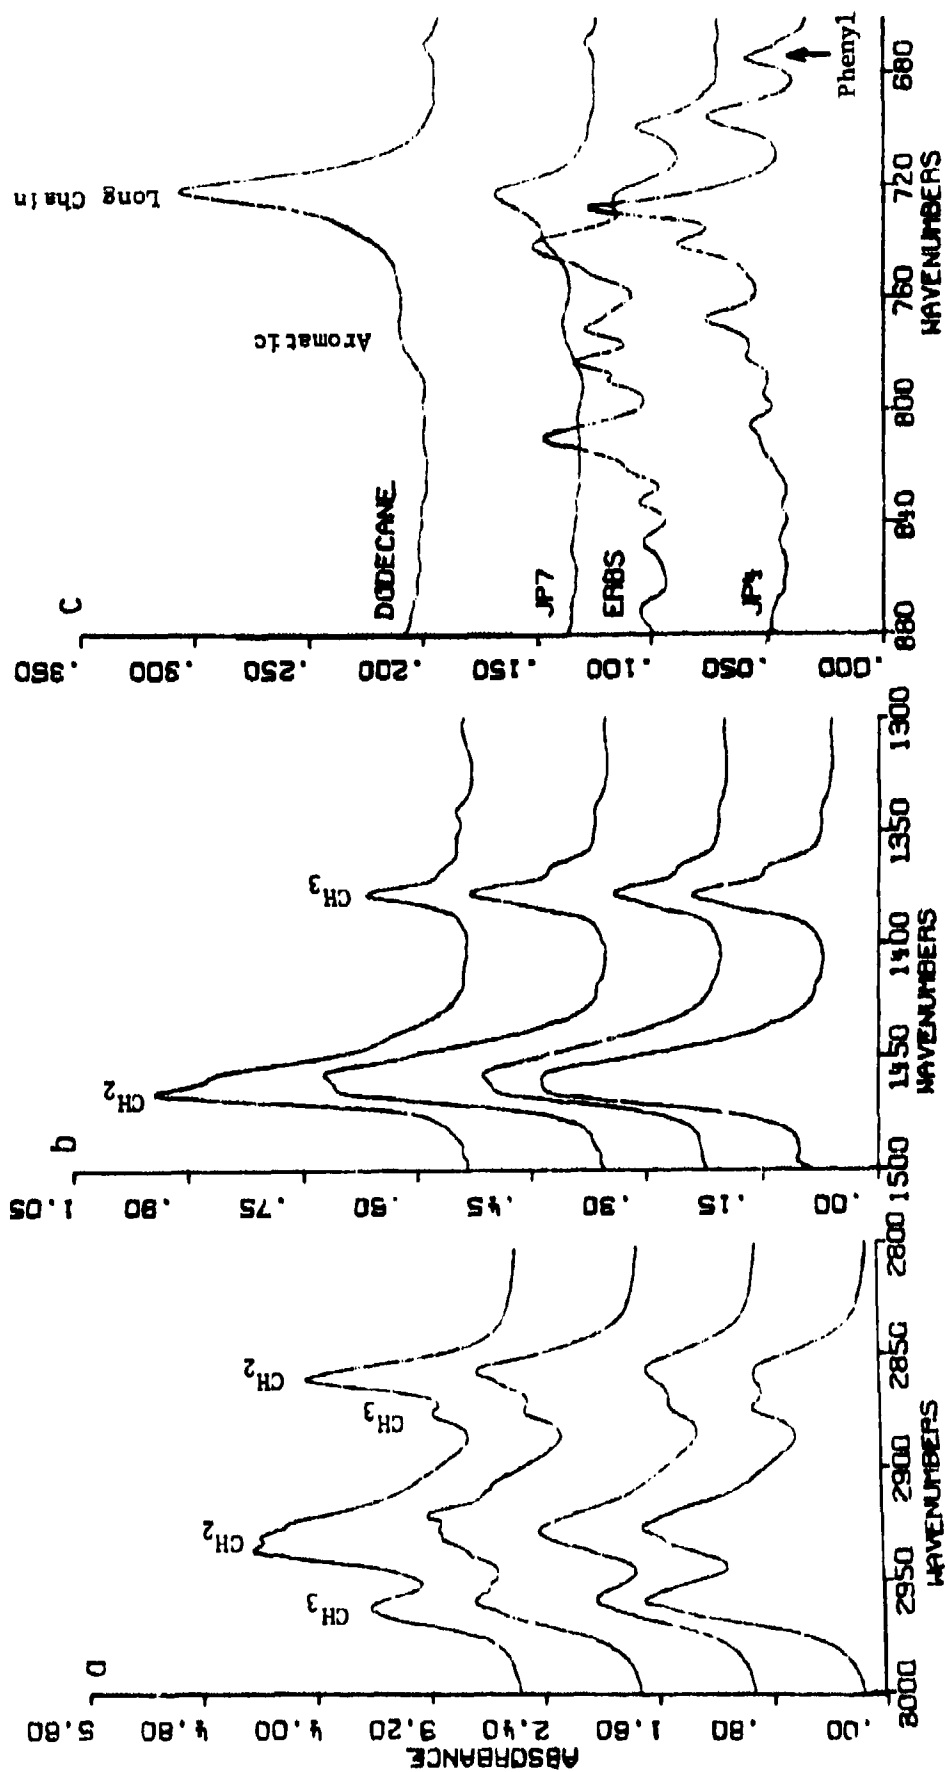 a
ABSORBANCE
5.60
4.80
4.00
3.20
2.40
1.60
.80
.00
CH3
CH2
CH3
CH2
3000 2950 2900 2850 2800
WAVENUMBERS
b
1.05
.90
.75
.60
.45
.30
.15
.00
CH2
CH3
1500 1450 1400 1350 1300
WAVENUMBERS
c
.350
.300
.250
.200
.150
.100
.050
.000
Long Chain
Aromatic
DODECANE
JP7
ERBS
JP4
Phenyl
880 840 800 760 720 680
WAVENUMBERS